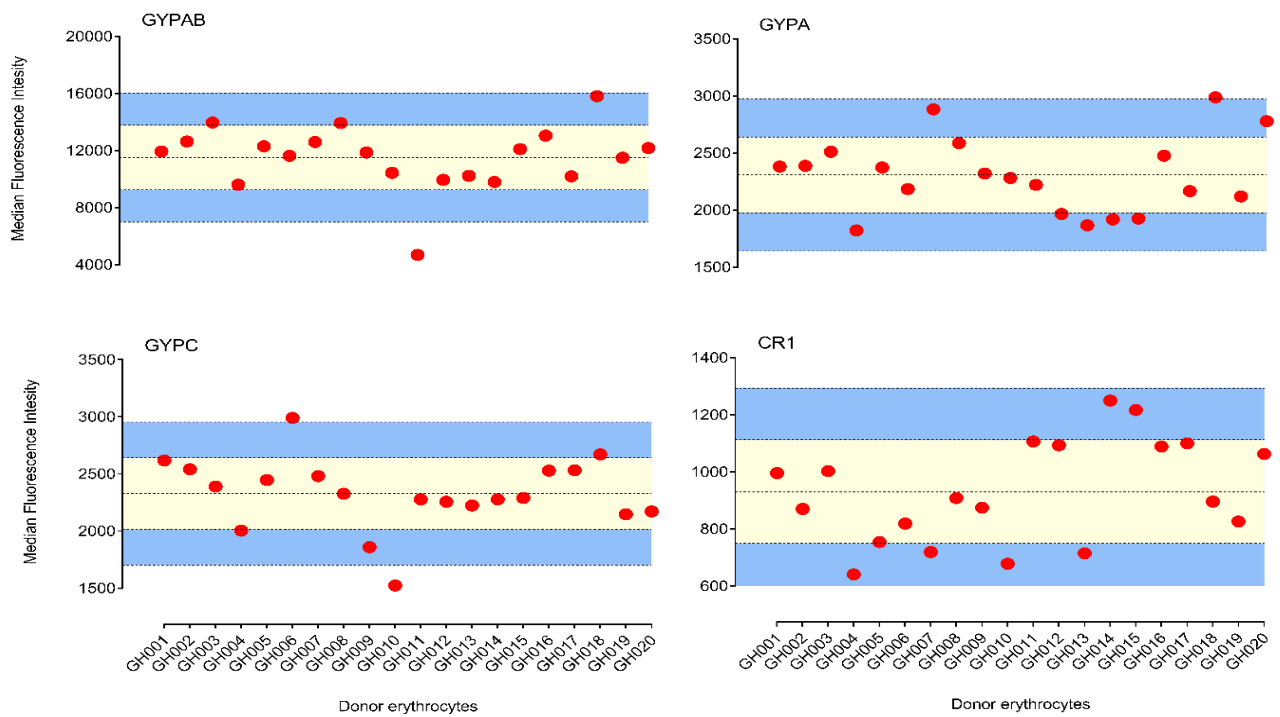 GYPAB
Median Fluorescence Intesity
20000
16000
12000
8000
4000
GYPA
3500
3000
2500
2000
1500
GYPC
Median Fluorescence Intesity
3500
3000
2500
2000
1500
GH001
GH002
GH003
GH004
GH005
GH006
GH007
GH008
GH009
GH010
GH011
GH012
GH013
GH014
GH015
GH016
GH017
GH018
GH019
GH020
Donor erythrocytes
CR1
1400
1200
1000
800
600
GH001
GH002
GH003
GH004
GH005
GH006
GH007
GH008
GH009
GH010
GH011
GH012
GH013
GH014
GH015
GH016
GH017
GH018
GH019
GH020
Donor erythrocytes